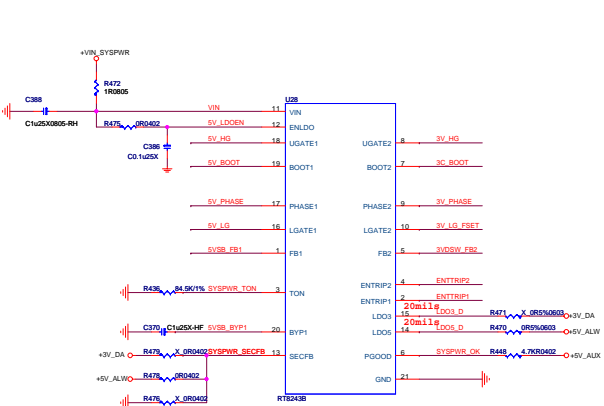 +VIN_SYSPWR
R472
1R0805
C388
C1u25X0805-RH
VIN
11
VIN
U28
R475
0R0402
5V_LDOEN
12
ENLDO
C386
C0.1u25X
5V_HG
18
UGATE1
UGATE2
8
3V_HG
5V_BOOT
19
BOOT1
BOOT2
7
3C_BOOT
5V_PHASE
17
PHASE1
PHASE2
9
3V_PHASE
5V_LG
16
LGATE1
LGATE2
10
3V_LG_FSET
5VSB_FB1
1
FB1
FB2
5
3VDSW_FB2
ENTRIP2
4
ENTTRIP2
R436
84.5K/1%
SYSPWR_TON
3
TON
ENTRIP1
2
ENTTRIP1
20mils
LDO3
15
LDO3_D
R471
X_0R5%0603
+3V_DA
20mils
C370
C1u25X-HF
5VSB_BYP1
20
BYP1
LDO5
14
LDO5_D
R470
0R5%0603
+5V_ALW
+3V_DA
R479
X_0R0402
SYSPWR_SECFB
13
SECFB
PGOOD
6
SYSPWR_OK
R448
4.7KR0402
+5V_AUX
+5V_ALW
R478
0R0402
GND
21
R476
X_0R0402
RT8243B